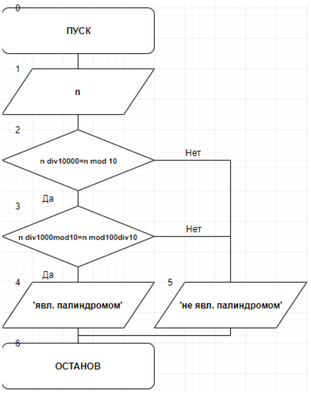 0
ПУСК
1
n
2
n div10000=n mod 10
Нет
Да
3
n div1000mod10=n mod100div10
Нет
Да
4
'явл. палиндромом'
5
'не явл. палиндромом'
6
ОСТАНОВ